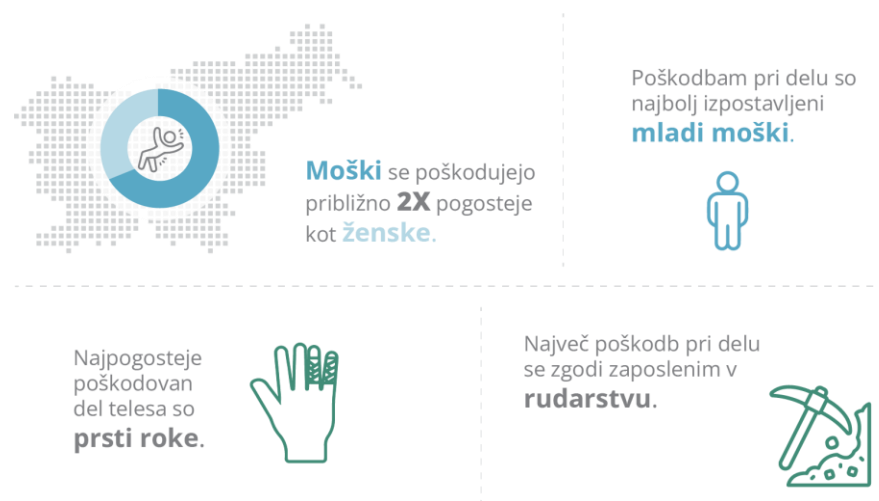 Moški se poškodujejo
približno 2X pogosteje
kot ženske.
Poškodbam pri delu so
najbolj izpostavljeni
mladi moški.
Najpogosteje
poškodovan
del telesa so
prsti roke.
Največ poškodb pri delu
se zgodi zaposlenim v
rudarstvu.